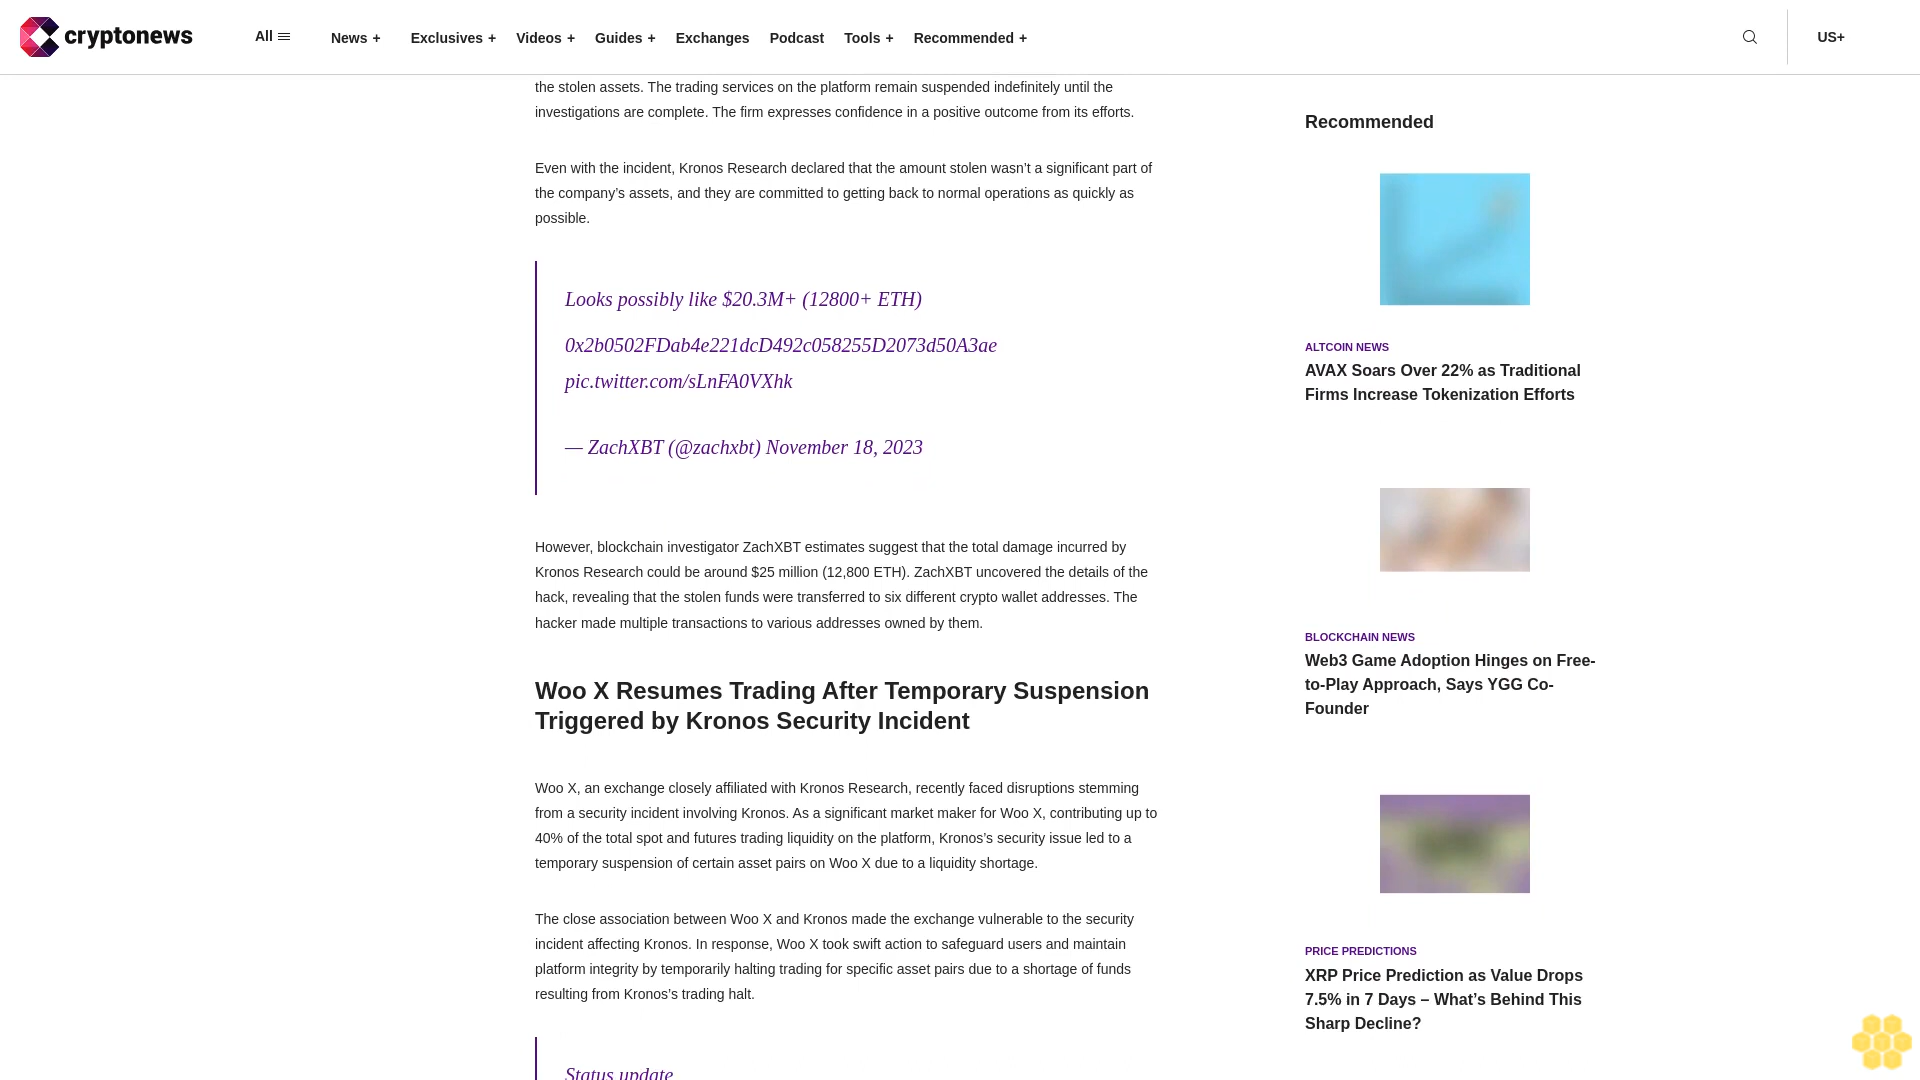 cryptonews
All
News +
Exclusives +
Videos +
Guides +
Exchanges
Podcast
Tools +
Recommended +
US+
the stolen assets. The trading services on the platform remain suspended indefinitely until the
investigations are complete. The firm expresses confidence in a positive outcome from its efforts.
Even with the incident, Kronos Research declared that the amount stolen wasn’t a significant part of
the company’s assets, and they are committed to getting back to normal operations as quickly as
possible.
Looks possibly like $20.3M+ (12800+ ETH)
0x2b0502FDab4e221dcD492c058255D2073d50A3ae
pic.twitter.com/sLnFA0VXhk
— ZachXBT (@zachxbt) November 18, 2023
However, blockchain investigator ZachXBT estimates suggest that the total damage incurred by
Kronos Research could be around $25 million (12,800 ETH). ZachXBT uncovered the details of the
hack, revealing that the stolen funds were transferred to six different crypto wallet addresses. The
hacker made multiple transactions to various addresses owned by them.
Woo X Resumes Trading After Temporary Suspension
Triggered by Kronos Security Incident
Woo X, an exchange closely affiliated with Kronos Research, recently faced disruptions stemming
from a security incident involving Kronos. As a significant market maker for Woo X, contributing up to
40% of the total spot and futures trading liquidity on the platform, Kronos’s security issue led to a
temporary suspension of certain asset pairs on Woo X due to a liquidity shortage.
The close association between Woo X and Kronos made the exchange vulnerable to the security
incident affecting Kronos. In response, Woo X took swift action to safeguard users and maintain
platform integrity by temporarily halting trading for specific asset pairs due to a shortage of funds
resulting from Kronos’s trading halt.
Status update
Recommended
ALTCOIN NEWS
AVAX Soars Over 22% as Traditional
Firms Increase Tokenization Efforts
BLOCKCHAIN NEWS
Web3 Game Adoption Hinges on Free-
to-Play Approach, Says YGG Co-
Founder
PRICE PREDICTIONS
XRP Price Prediction as Value Drops
7.5% in 7 Days – What’s Behind This
Sharp Decline?